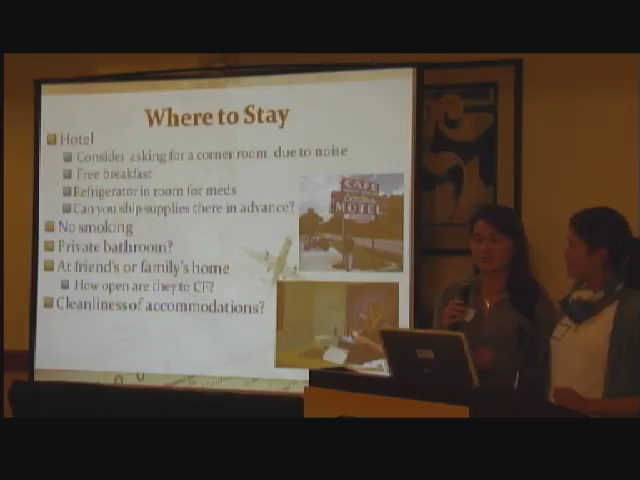 Where to Stay
Hotel
Consider asking for a corner room due to noise
Free breakfast
Refrigerator in room for meds
Can you ship supplies there in advance?
No smoking
Private bathroom?
At friend's or family's home
How open are they to CF?
Cleanliness of accommodations?
CAFE
MOTEL